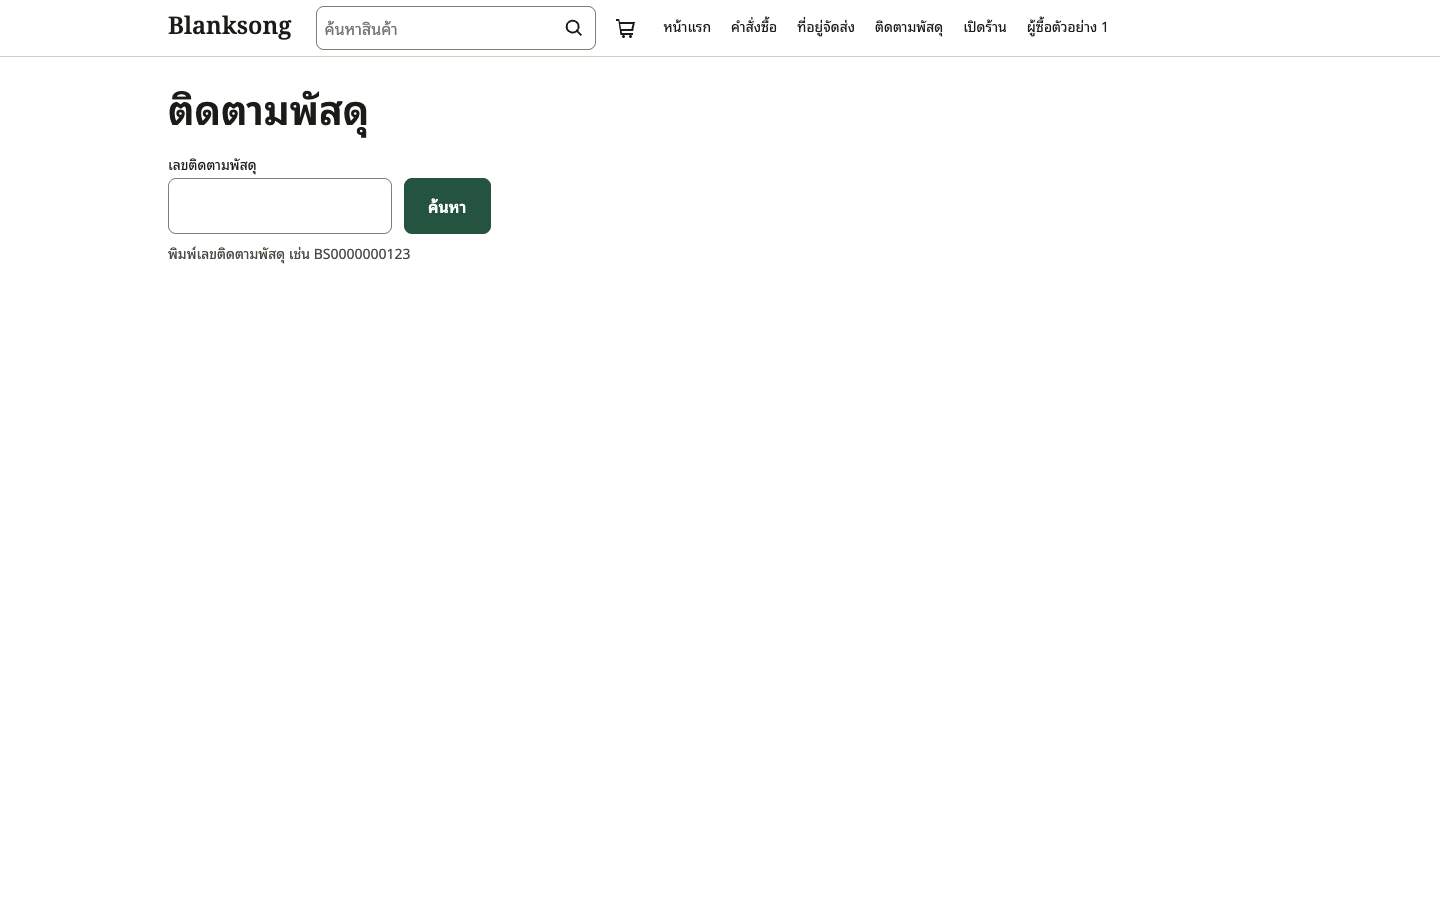 Blanksong
ค้นหาสินค้า
หน้าแรก
คำสั่งซื้อ
ที่อยู่จัดส่ง
ติดตามพัสดุ
เปิดร้าน
ผู้ซื้อตัวอย่าง 1
ติดตามพัสดุ
เลขติดตามพัสดุ
ค้นหา
พิมพ์เลขติดตามพัสดุ เช่น BS0000000123